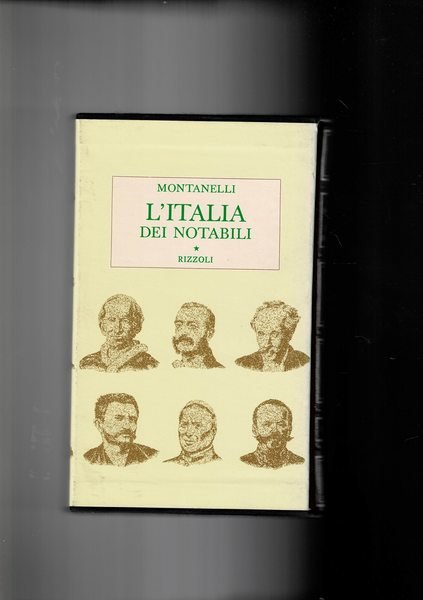 MONTANELLI
L'ITALIA
DEI NOTABILI
★
RIZZOLI